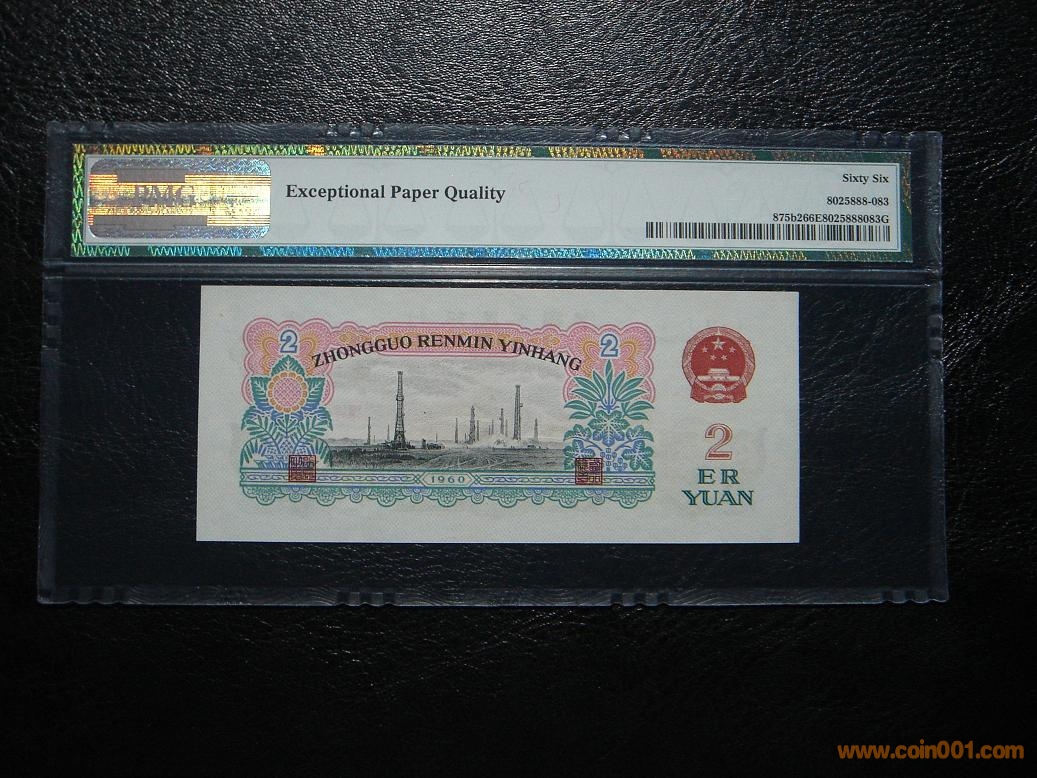 PMG
Exceptional Paper Quality
Sixty Six
8025888-083
875b266E8025888083G
2
ZHONGGUO RENMIN YINHANG
2
1960
2
ER
YUAN
www.coin001.com